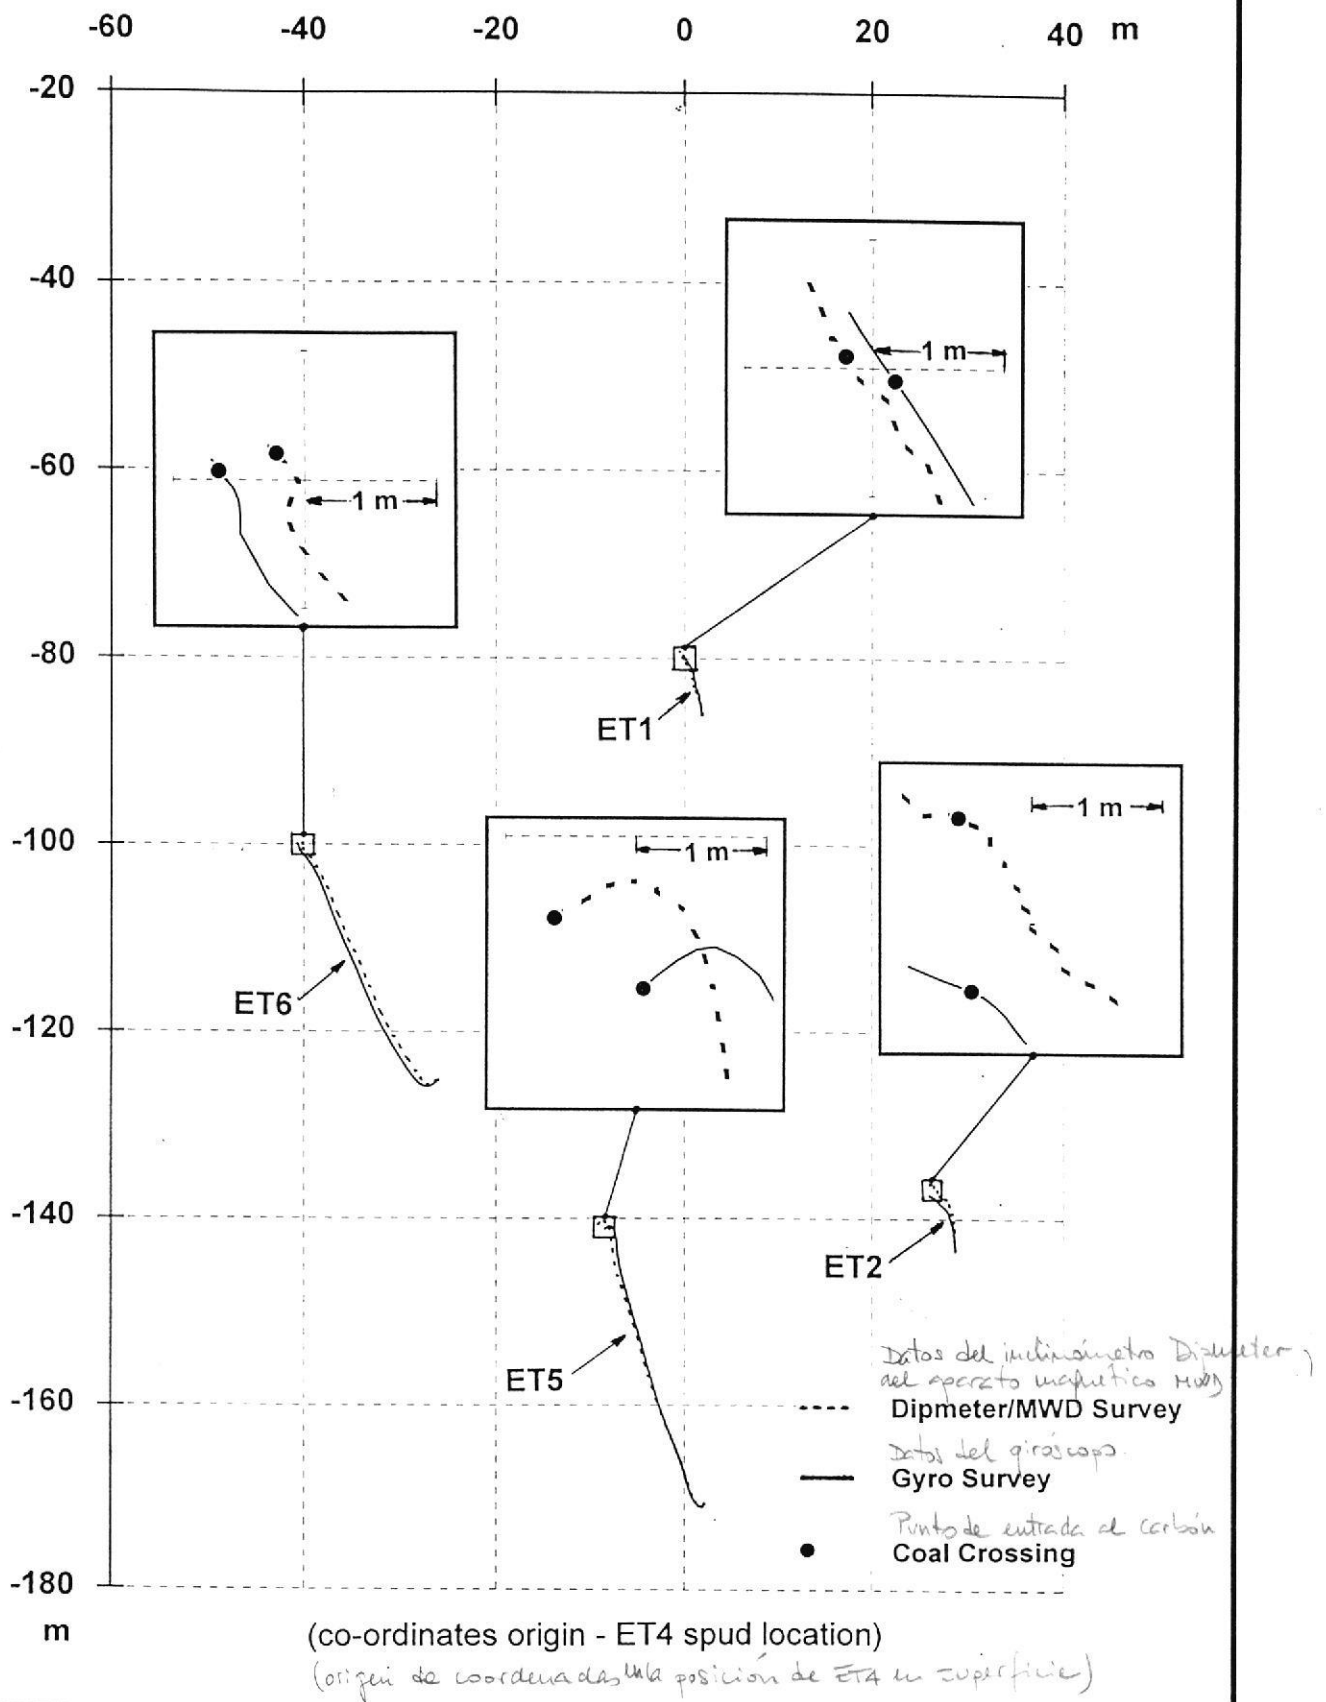 -60 -40 -20 0 20 40 m
-20
-40
-60
-80
-100
-120
-140
-160
-180
m
1 m
1 m
ET1
1 m
1 m
ET6
ET2
ET5
Datos del inclinómetro Dipmeter y
del aparato magnético MWD
Dipmeter/MWD Survey
Datos del giróscopo
Gyro Survey
Punto de entrada al carbón
Coal Crossing
(co-ordinates origin - ET4 spud location)
(origen de coordenadas en la posición de ET4 en superficie)